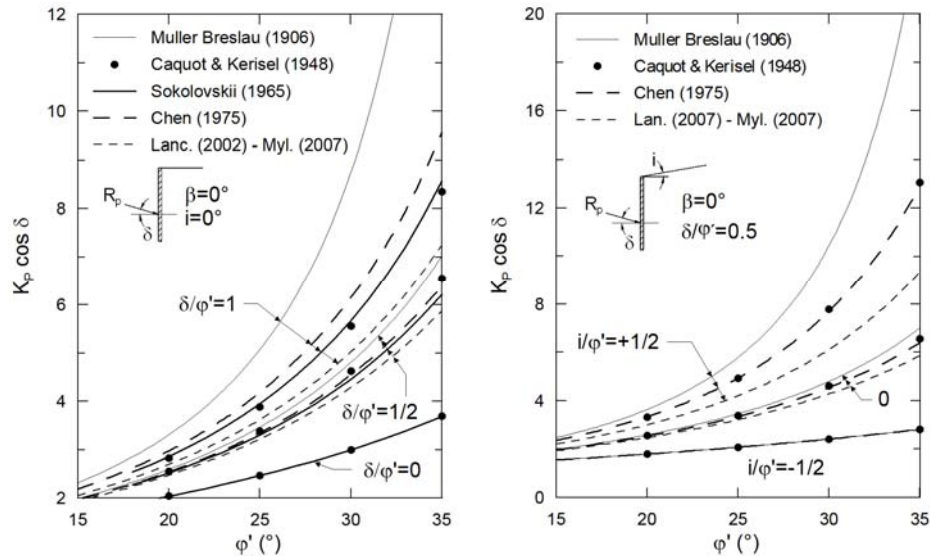 12
10
8
6
4
2
K_p cos δ
Muller Breslau (1906)
Caquot & Kerisel (1948)
Sokolovskii (1965)
Chen (1975)
Lanc. (2002) - Myl. (2007)
R_p
δ
β=0°
i=0°
δ/φ'=1
δ/φ'=1/2
δ/φ'=0
15 20 25 30 35
φ' (°)
20
16
12
8
4
0
K_p cos δ
Muller Breslau (1906)
Caquot & Kerisel (1948)
Chen (1975)
Lan. (2007) - Myl. (2007)
i
R_p
δ
β=0°
δ/φ'=0.5
i/φ'=+1/2
0
i/φ'=-1/2
15 20 25 30 35
φ' (°)